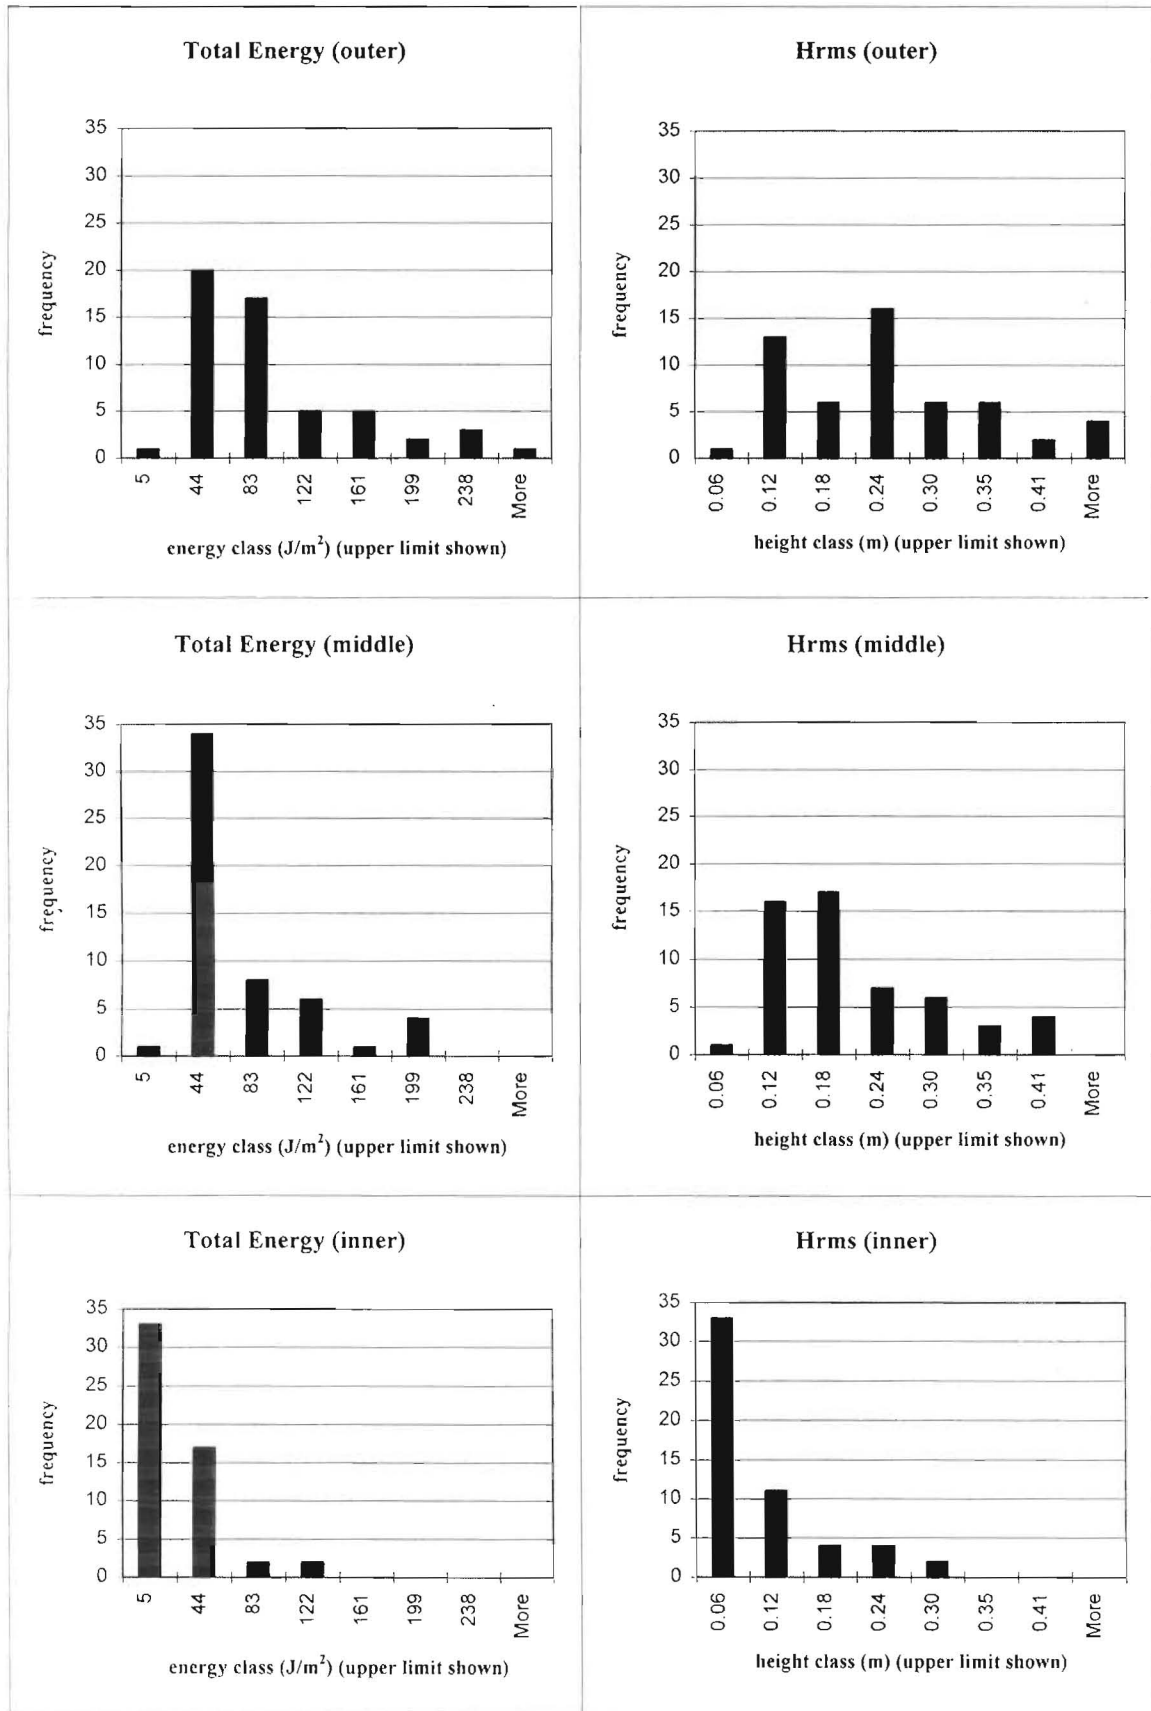 Total Energy (outer)
35
30
25
20
15
10
5
0
frequency
5 44 83 122 161 199 238 More
energy class (J/m²) (upper limit shown)
Hrms (outer)
35
30
25
20
15
10
5
0
frequency
0.06 0.12 0.18 0.24 0.30 0.35 0.41 More
height class (m) (upper limit shown)
Total Energy (middle)
35
30
25
20
15
10
5
0
frequency
5 44 83 122 161 199 238 More
energy class (J/m²) (upper limit shown)
Hrms (middle)
35
30
25
20
15
10
5
0
frequency
0.06 0.12 0.18 0.24 0.30 0.35 0.41 More
height class (m) (upper limit shown)
Total Energy (inner)
35
30
25
20
15
10
5
0
frequency
5 44 83 122 161 199 238 More
energy class (J/m²) (upper limit shown)
Hrms (inner)
35
30
25
20
15
10
5
0
frequency
0.06 0.12 0.18 0.24 0.30 0.35 0.41 More
height class (m) (upper limit shown)